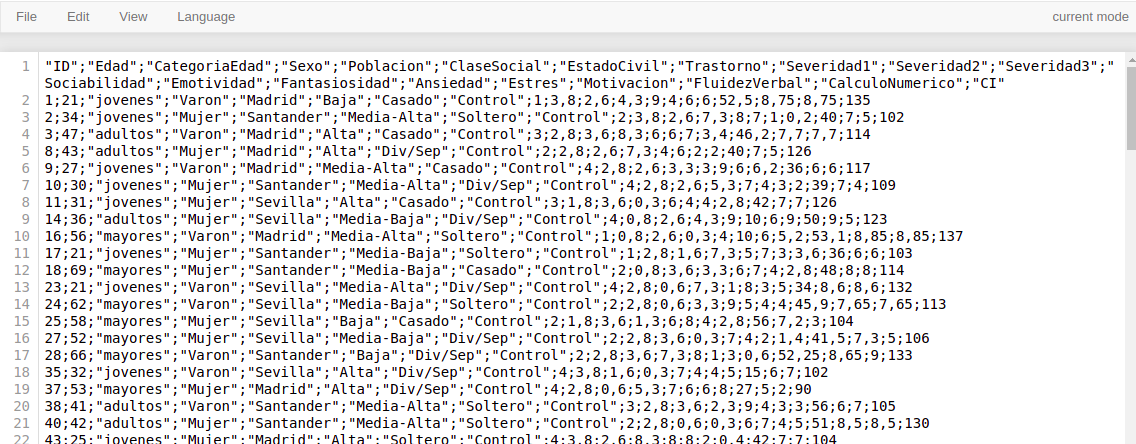 File Edit View Language current mode
1 "ID";"Edad";"CategoriaEdad";"Sexo";"Poblacion";"ClaseSocial";"EstadoCivil";"Trastorno";"Severidad1";"Severidad2";"Severidad3";"
Sociabilidad";"Emotividad";"Fantasiosidad";"Ansiedad";"Estres";"Motivacion";"FluidezVerbal";"CalculoNumerico";"CI"
2 1;21;"jovenes";"Varon";"Madrid";"Baja";"Casado";"Control";1;3,8;2,6;4,3;9;4;6;6;52,5;8,75;8,75;135
3 2;34;"jovenes";"Mujer";"Santander";"Media-Alta";"Soltero";"Control";2;3,8;2,6;7,3;8;7;1;0,2;40;7;5;102
4 3;47;"adultos";"Varon";"Madrid";"Alta";"Casado";"Control";3;2,8;3,6;8,3;6;6;7;3,4;46,2;7,7;7,7;114
5 8;43;"adultos";"Mujer";"Madrid";"Alta";"Div/Sep";"Control";2;2,8;2,6;7,3;4;6;2;2;40;7;5;126
6 9;27;"jovenes";"Varon";"Madrid";"Media-Alta";"Casado";"Control";4;2,8;2,6;3,3;3;9;6;6,2;36;6;6;117
7 10;30;"jovenes";"Mujer";"Santander";"Media-Alta";"Div/Sep";"Control";4;2,8;2,6;5,3;7;4;3;2;39;7;4;109
8 11;31;"jovenes";"Mujer";"Sevilla";"Alta";"Casado";"Control";3;1,8;3,6;0,3;6;4;4;2,8;42;7;7;126
9 14;36;"adultos";"Mujer";"Sevilla";"Media-Baja";"Div/Sep";"Control";4;0,8;2,6;4,3;9;10;6;9;50;9;5;123
10 16;56;"mayores";"Varon";"Madrid";"Media-Alta";"Soltero";"Control";1;0,8;2,6;0,3;4;10;6;5,2;53,1;8,85;8,85;137
11 17;21;"jovenes";"Mujer";"Santander";"Media-Baja";"Soltero";"Control";1;2,8;1,6;7,3;5;7;3;3,6;36;6;6;103
12 18;69;"mayores";"Mujer";"Santander";"Media-Baja";"Casado";"Control";2;0,8;3,6;3,3;6;7;4;2,8;48;8;8;114
13 23;21;"jovenes";"Mujer";"Sevilla";"Media-Alta";"Div/Sep";"Control";4;2,8;0,6;7,3;1;8;3;5;34;8,6;8,6;132
14 24;62;"mayores";"Varon";"Sevilla";"Media-Baja";"Soltero";"Control";2;2,8;0,6;3,3;9;5;4;4;45,9;7,65;7,65;113
15 25;58;"mayores";"Mujer";"Sevilla";"Baja";"Casado";"Control";2;1,8;3,6;1,3;6;8;4;2,8;56;7,2;3;104
16 27;52;"mayores";"Mujer";"Sevilla";"Media-Baja";"Div/Sep";"Control";2;2,8;3,6;0,3;7;4;2;1,4;41,5;7,3;5;106
17 28;66;"mayores";"Varon";"Santander";"Baja";"Div/Sep";"Control";2;2,8;3,6;7,3;8;1;3;0,6;52,25;8,65;9;133
18 35;32;"jovenes";"Mujer";"Sevilla";"Alta";"Div/Sep";"Control";4;3,8;1,6;0,3;7;4;4;5;15;6;7;102
19 37;53;"mayores";"Mujer";"Madrid";"Alta";"Div/Sep";"Control";4;2,8;0,6;5,3;7;6;6;8;27;5;2;90
20 38;41;"adultos";"Varon";"Santander";"Media-Alta";"Soltero";"Control";3;2,8;3,6;2,3;9;4;3;3;56;6;7;105
21 40;42;"adultos";"Mujer";"Santander";"Media-Alta";"Soltero";"Control";2;2,8;0,6;0,3;6;7;4;5;51;8,5;8,5;130
22 43;25;"jovenes";"Mujer";"Madrid";"Alta";"Soltero";"Control";4;3,8;2,6;8,3;8;8;2;0,4;42;7;7;104